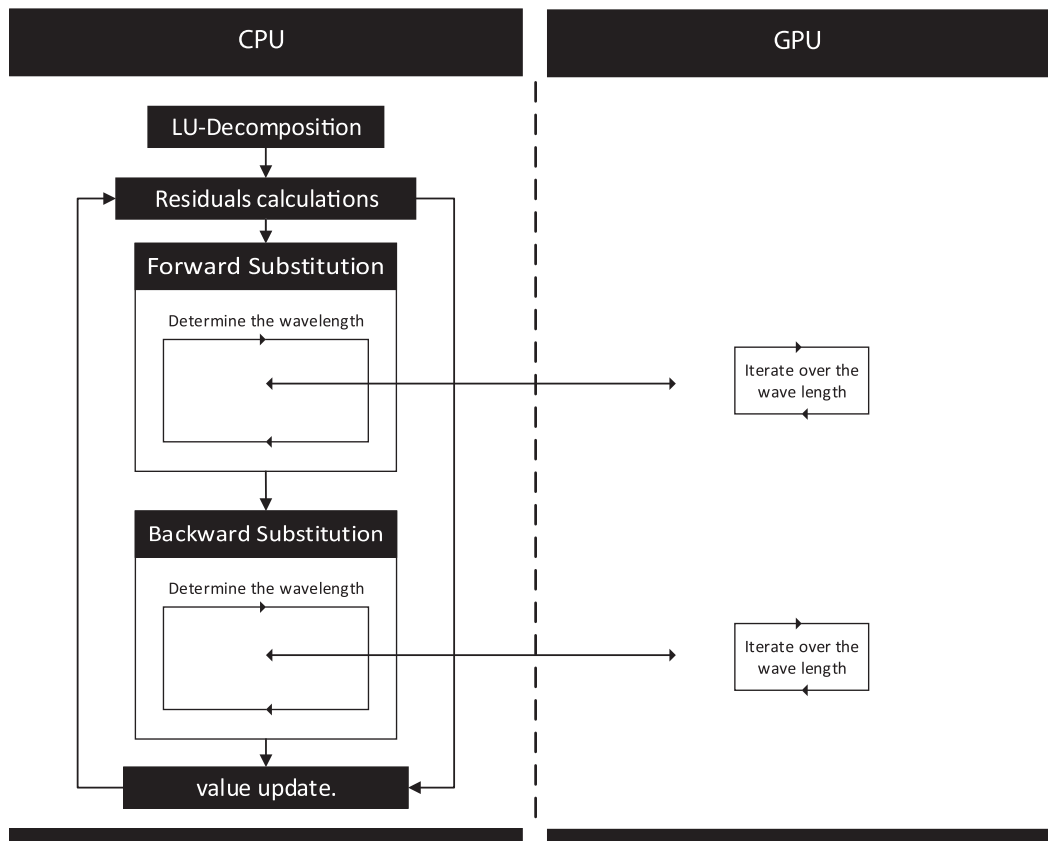 CPU
GPU
LU-Decomposition
Residuals calculations
Forward Substitution
Determine the wavelength
Iterate over the
wave length
Backward Substitution
Determine the wavelength
Iterate over the
wave length
value update.